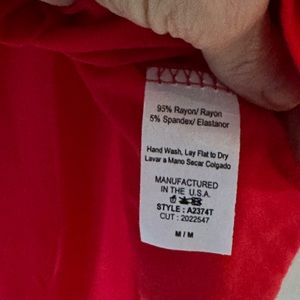 95% Rayon/ Rayon
5% Spandex/ Elastanor
Hand Wash, Lay Flat to Dry
Lavar a Mano Secar Colgado
MANUFACTURED
IN THE U.S.A.
STYLE : A2374T
CUT : 2022547
M / M